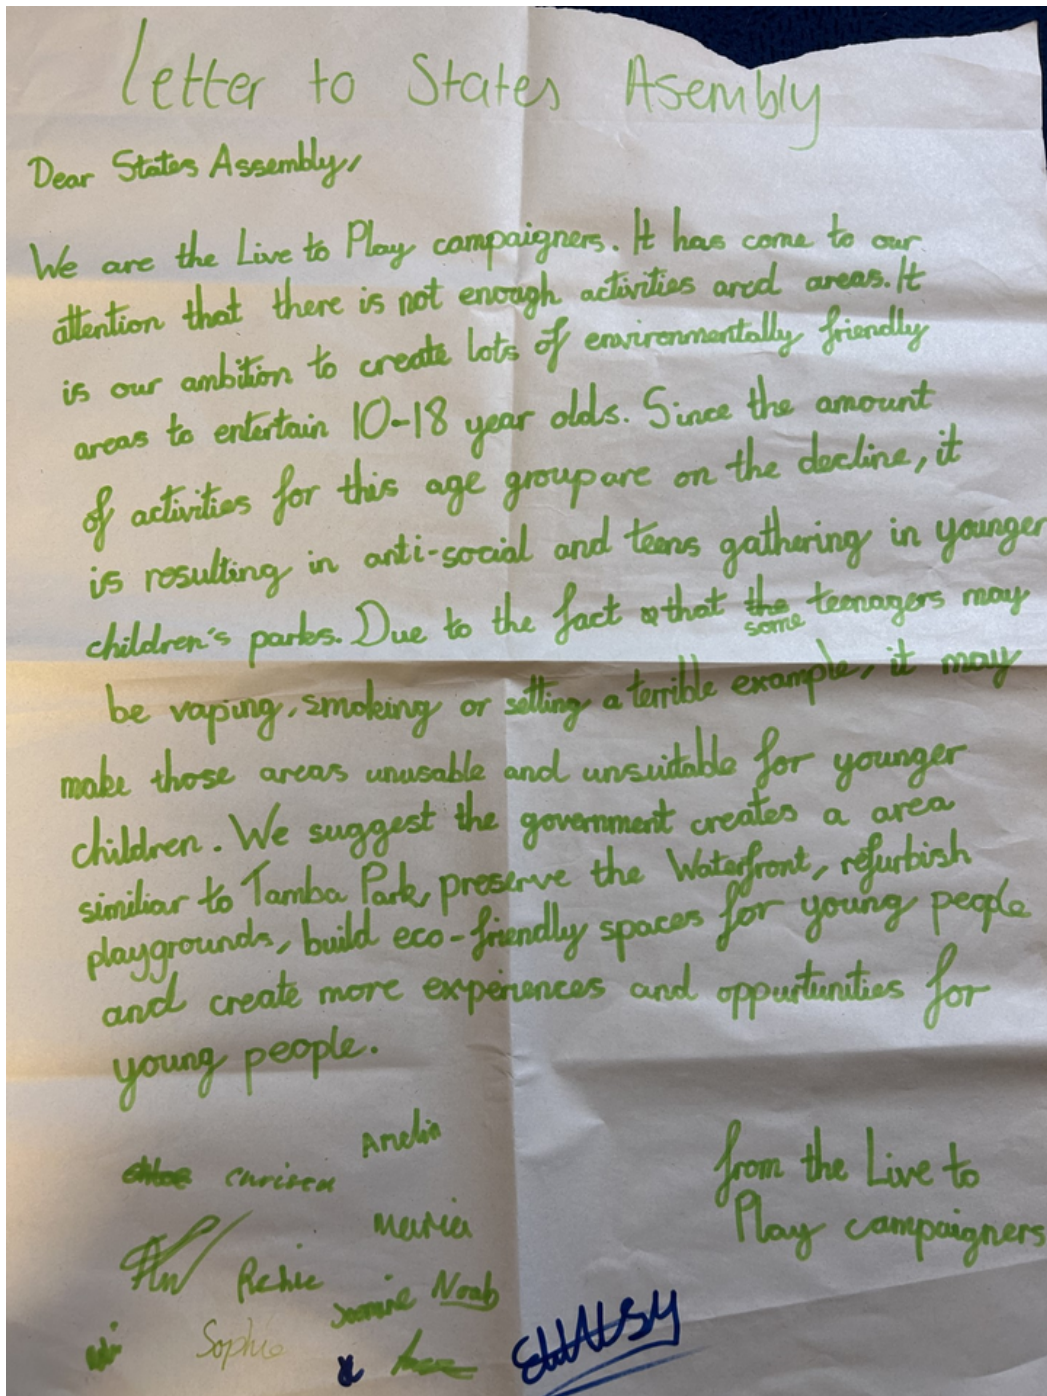 Letter to States Asembly
Dear States Assembly,
We are the Live to Play campaigners. It has come to our
attention that there is not enough activities ared areas. It
is our ambition to create lots of environmentally friendly
areas to entertain 10-18 year olds. Since the amount
of activities for this age group are on the decline, it
is resulting in anti-social and teens gathering in younger
children's parks. Due to the fact that the some teenagers may
be vaping, smoking or setting a terrible example, it may
make those areas unusable and unsuitable for younger
children. We suggest the government creates a area
similiar to Tamba Park, preserve the Waterfront, refurbish
playgrounds, build eco-friendly spaces for young people
and create more experiences and oppurtunities for
young people.
Amelia
chloe
from the Live to
Play campaigners
Maria
Noab
Sophie